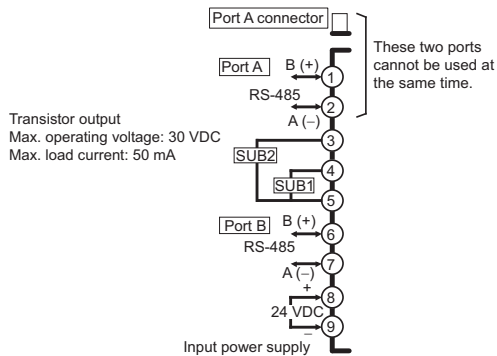 Port A connector
These two ports
cannot be used at
the same time.
Port A
B (+)
1
RS-485
2
A (−)
Transistor output
Max. operating voltage: 30 VDC
Max. load current: 50 mA
3
SUB2
4
SUB1
5
Port B
B (+)
6
RS-485
7
A (−)
+
8
24 VDC
9
−
Input power supply